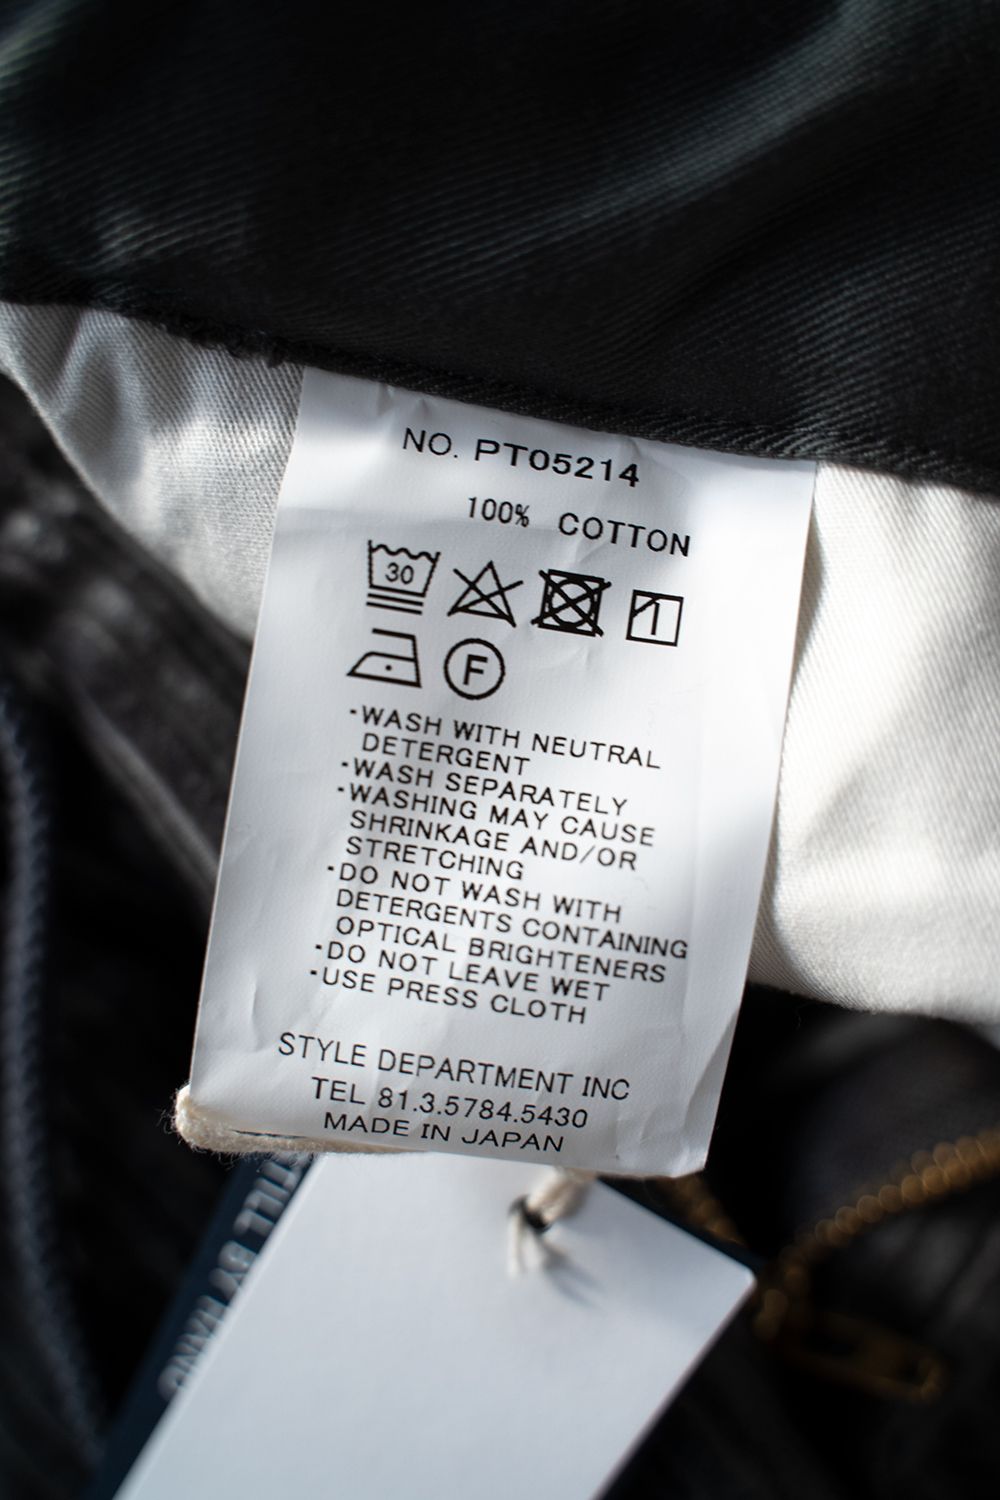 NO. PT05214
100% COTTON
30
F
·WASH WITH NEUTRAL
DETERGENT
·WASH SEPARATELY
·WASHING MAY CAUSE
SHRINKAGE AND/OR
STRETCHING
·DO NOT WASH WITH
DETERGENTS CONTAINING
OPTICAL BRIGHTENERS
·DO NOT LEAVE WET
·USE PRESS CLOTH
STYLE DEPARTMENT INC
TEL 81.3.5784.5430
MADE IN JAPAN
BY HAND